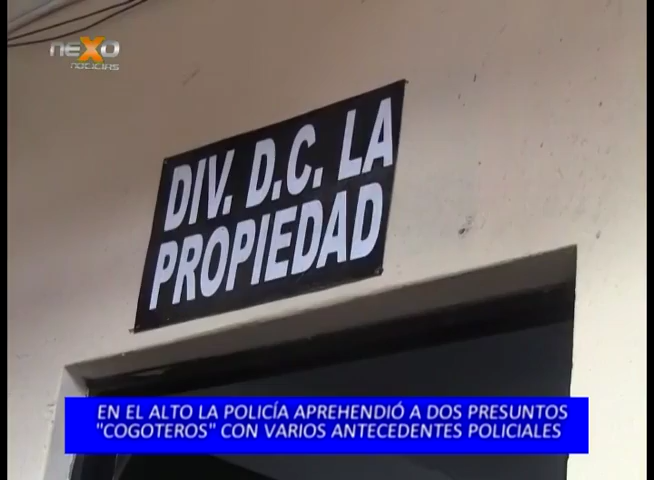 NEXO
NOTICIAS
DIV. D.C. LA
PROPIEDAD
EN EL ALTO LA POLICÍA APREHENDIÓ A DOS PRESUNTOS
"COGOTEROS" CON VARIOS ANTECEDENTES POLICIALES